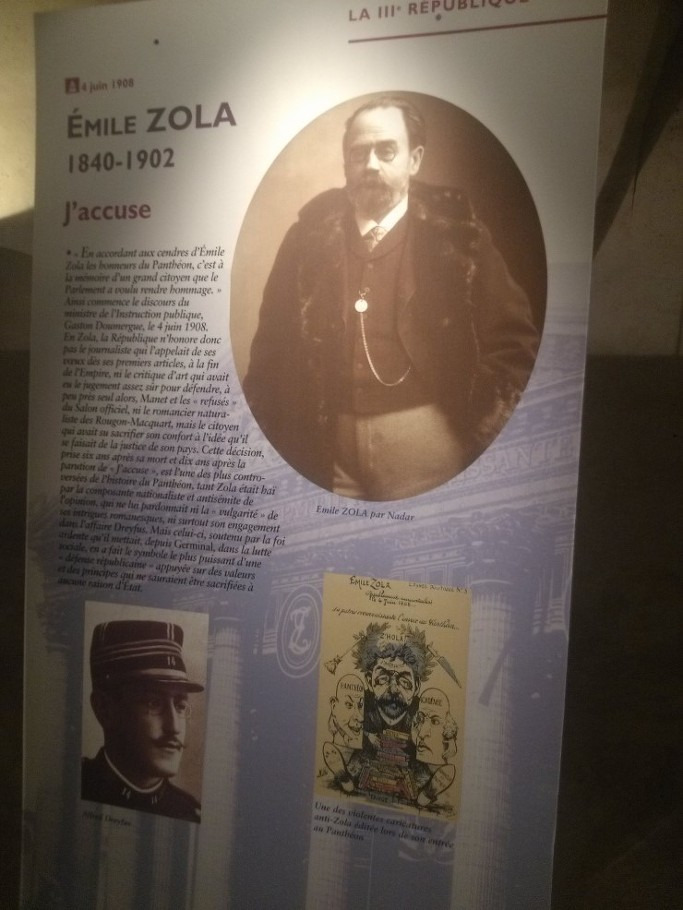 LA IIIe RÉPUBLIQUE
4 juin 1908
ÉMILE ZOLA
1840-1902
J'accuse
• « En accordant aux cendres d'Émile
Zola les honneurs du Panthéon, c'est à
la mémoire d'un grand citoyen que le
Parlement a voulu rendre hommage. »
Ainsi commence le discours du
ministre de l'Instruction publique,
Gaston Doumergue, le 4 juin 1908.
En Zola, la République n'honore donc
pas le journaliste qui l'appelait de ses
vœux dès ses premiers articles, à la fin
de l'Empire, ni le critique d'art qui avait
eu le jugement assez sûr pour défendre, à
peu près seul alors, Manet et les « refusés »
du Salon officiel, ni le romancier natura-
liste des Rougon-Macquart, mais le citoyen
qui avait su sacrifier son confort à l'idée qu'il
se faisait de la justice de son pays. Cette décision,
prise six ans après sa mort et dix ans après la
parution de « J'accuse », est l'une des plus contro-
versées de l'histoire du Panthéon, tant Zola était haï
par la composante nationaliste et antisémite de
l'opinion, qui ne lui pardonnait ni la « vulgarité » de
ses intrigues romanesques, ni surtout son engagement
dans l'affaire Dreyfus. Mais celui-ci, soutenu par la foi
ardente qu'il mettait, depuis Germinal, dans la lutte
sociale, en a fait le symbole le plus puissant d'une
« défense républicaine » appuyée sur des valeurs
et des principes qui ne sauraient être sacrifiées à
aucune raison d'État.
Emile ZOLA par Nadar
EMILE ZOLA
le 4 Juin 1908
ZHOLA
PANTHÉON
Alfred Dreyfus
Une des violentes caricatures
anti-Zola éditée lors de son entrée
au Panthéon